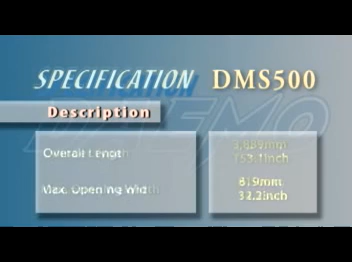 SPECIFICATION DMS500
Description
Overall Length
153.1inch
Max. Opening Width
819mm
32.2inch